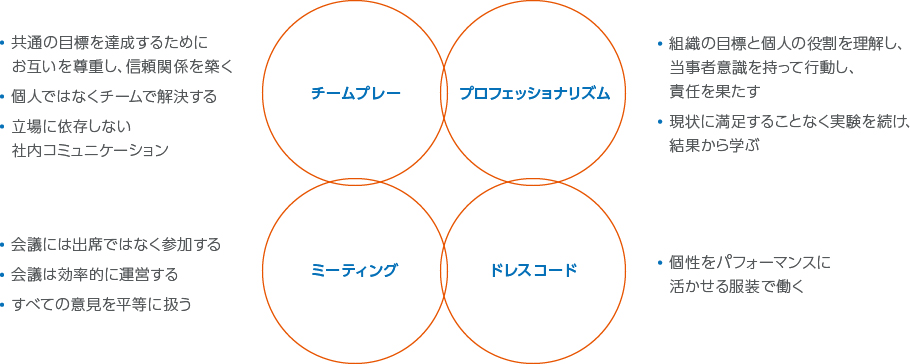 • 共通の目標を達成するために
お互いを尊重し、信頼関係を築く
• 個人ではなくチームで解決する
• 立場に依存しない
社内コミュニケーション
チームプレー
プロフェッショナリズム
• 組織の目標と個人の役割を理解し、
当事者意識を持って行動し、
責任を果たす
• 現状に満足することなく実験を続け、
結果から学ぶ
• 会議には出席ではなく参加する
• 会議は効率的に運営する
• すべての意見を平等に扱う
ミーティング
ドレスコード
• 個性をパフォーマンスに
活かせる服装で働く